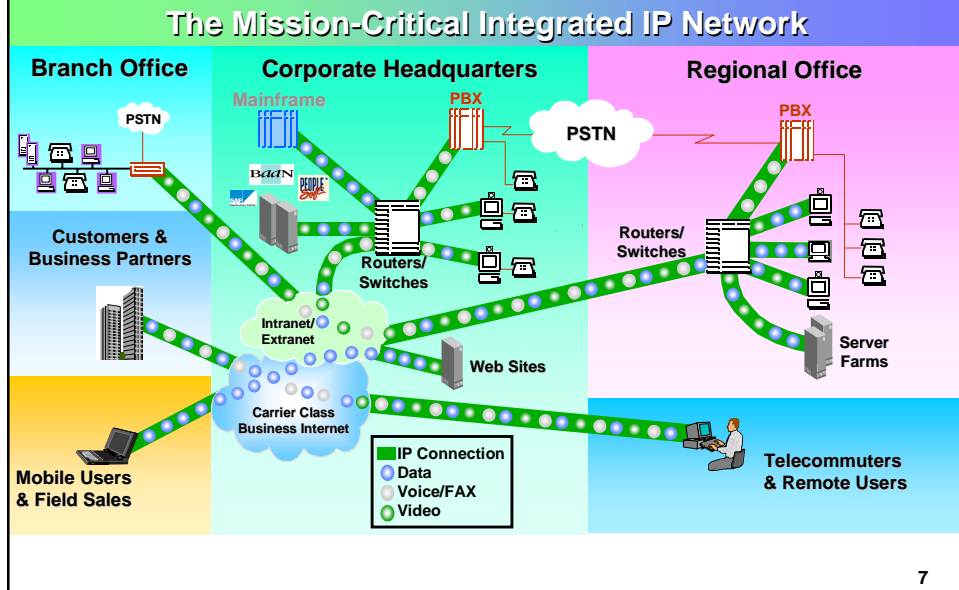 The Mission-Critical Integrated IP Network
Branch Office
Corporate Headquarters
Regional Office
Mainframe
PBX
PBX
PSTN
PSTN
BaaN
PEOPLE
Soft
SAP
Customers &
Business Partners
Routers/
Switches
Routers/
Switches
Intranet/
Extranet
Web Sites
Server
Farms
Carrier Class
Business Internet
IP Connection
Data
Voice/FAX
Video
Mobile Users
& Field Sales
Telecommuters
& Remote Users
7